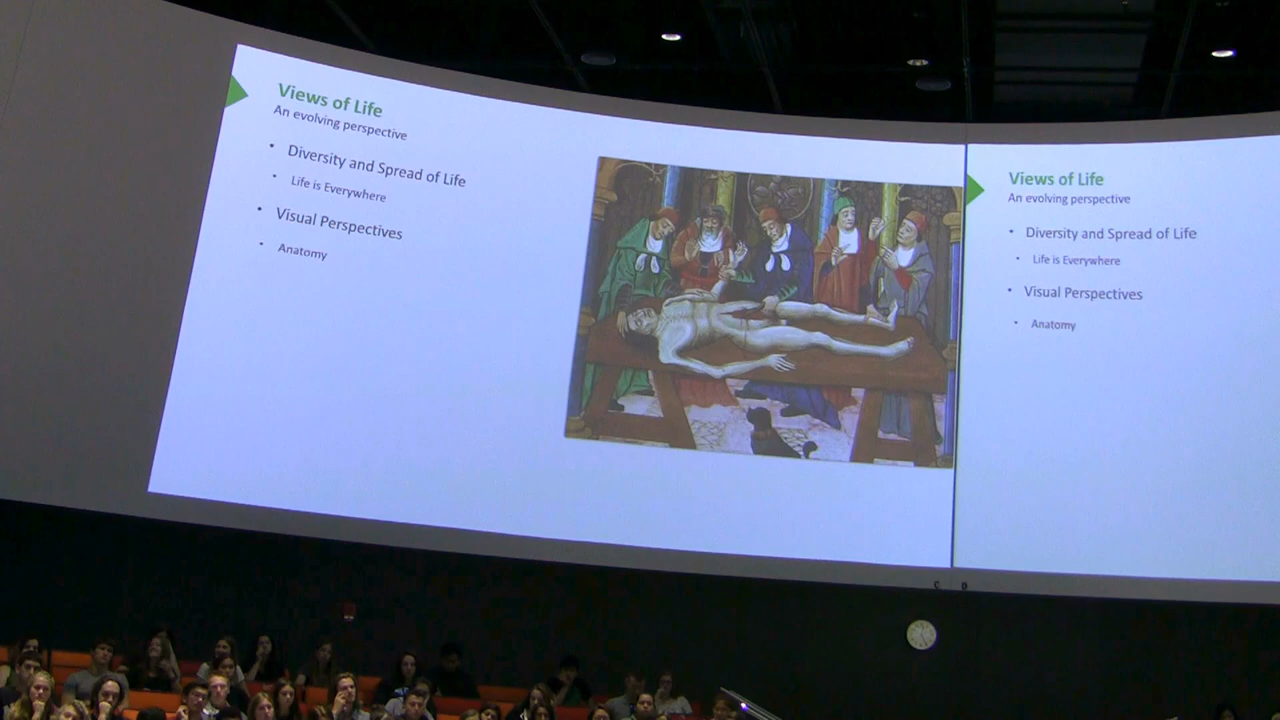 Views of Life
An evolving perspective
• Diversity and Spread of Life
• Life is Everywhere
• Visual Perspectives
• Anatomy
Views of Life
An evolving perspective
• Diversity and Spread of Life
• Life is Everywhere
• Visual Perspectives
• Anatomy
C D